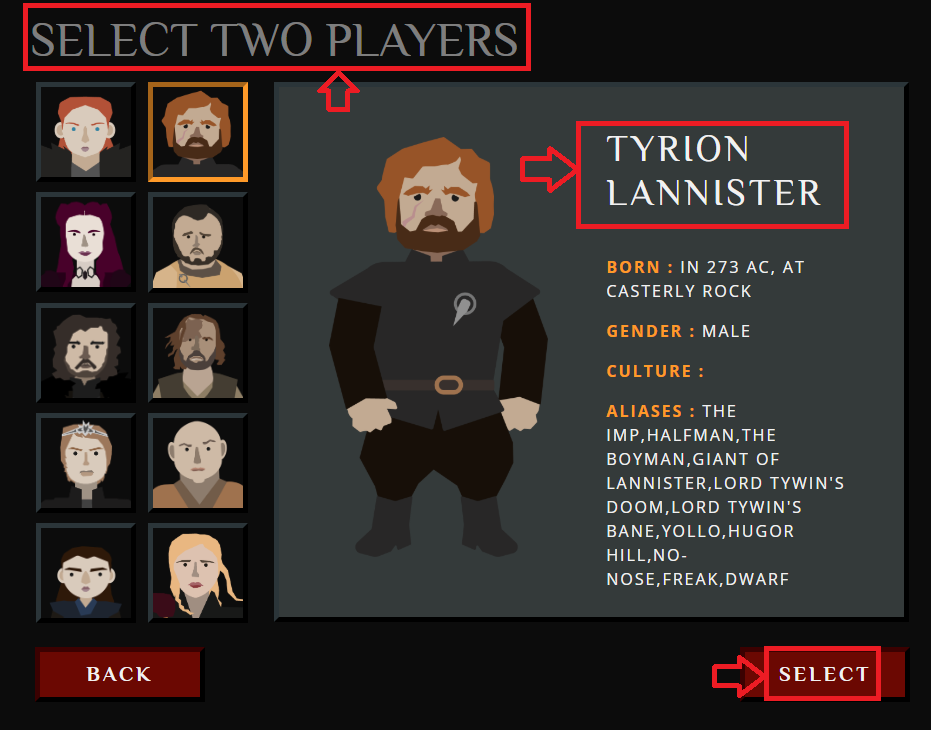 SELECT TWO PLAYERS
TYRION
LANNISTER
BORN : IN 273 AC, AT
CASTERLY ROCK
GENDER : MALE
CULTURE :
ALIASES : THE
IMP,HALFMAN,THE
BOYMAN,GIANT OF
LANNISTER,LORD TYWIN'S
DOOM,LORD TYWIN'S
BANE,YOLLO,HUGOR
HILL,NO-
NOSE,FREAK,DWARF
BACK
SELECT